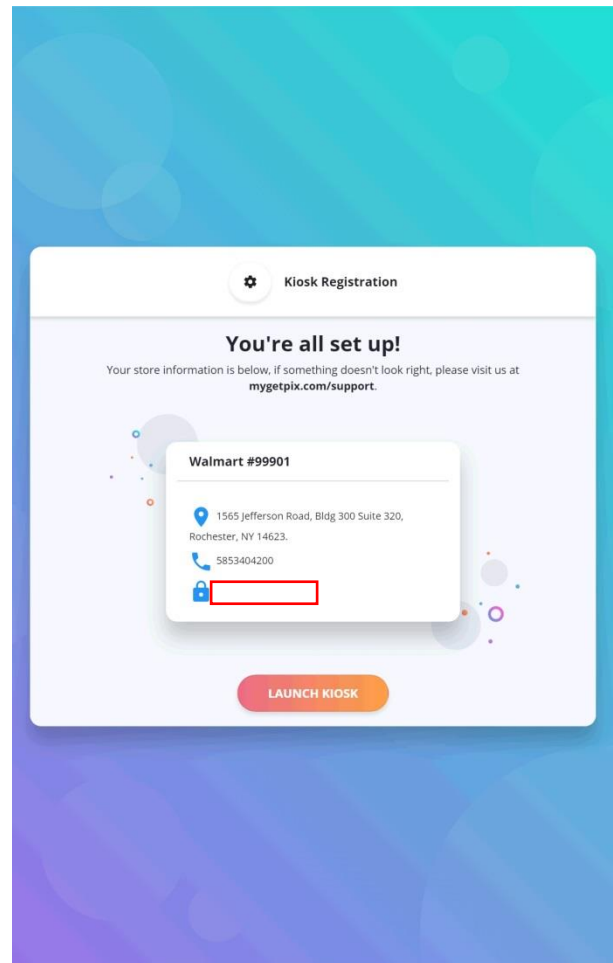 Kiosk Registration
You're all set up!
Your store information is below, if something doesn't look right, please visit us at
mygetpix.com/support.
Walmart #99901
1565 Jefferson Road, Bldg 300 Suite 320,
Rochester, NY 14623.
5853404200
LAUNCH KIOSK